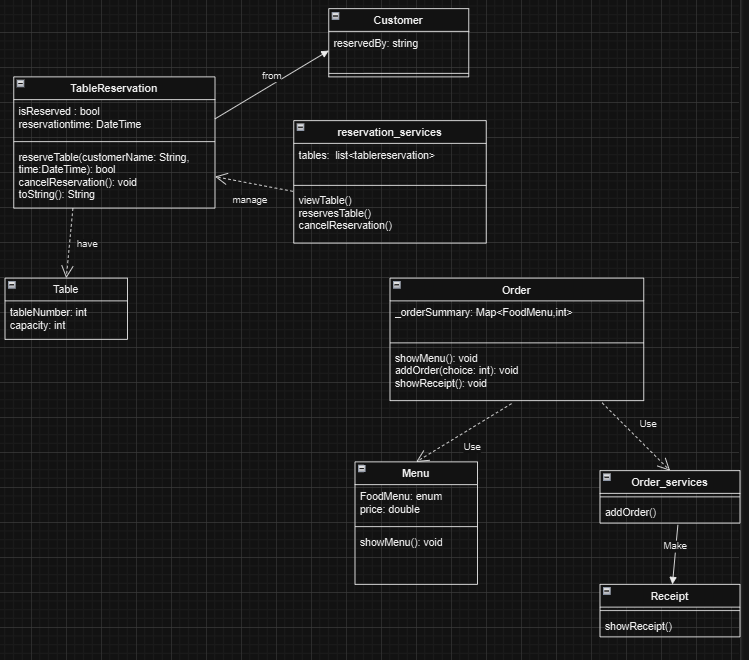 Customer
reservedBy: string
from
TableReservation
isReserved : bool
reservationtime: DateTime
reserveTable(customerName: String,
time:DateTime): bool
cancelReservation(): void
toString(): String
reservation_services
tables:  list<tablereservation>
viewTable()
reservesTable()
cancelReservation()
manage
have
Table
tableNumber: int
capacity: int
Order
_orderSummary: Map<FoodMenu,int>
showMenu(): void
addOrder(choice: int): void
showReceipt(): void
Use
Use
Menu
FoodMenu: enum
price: double
showMenu(): void
Order_services
addOrder()
Make
Receipt
showReceipt()